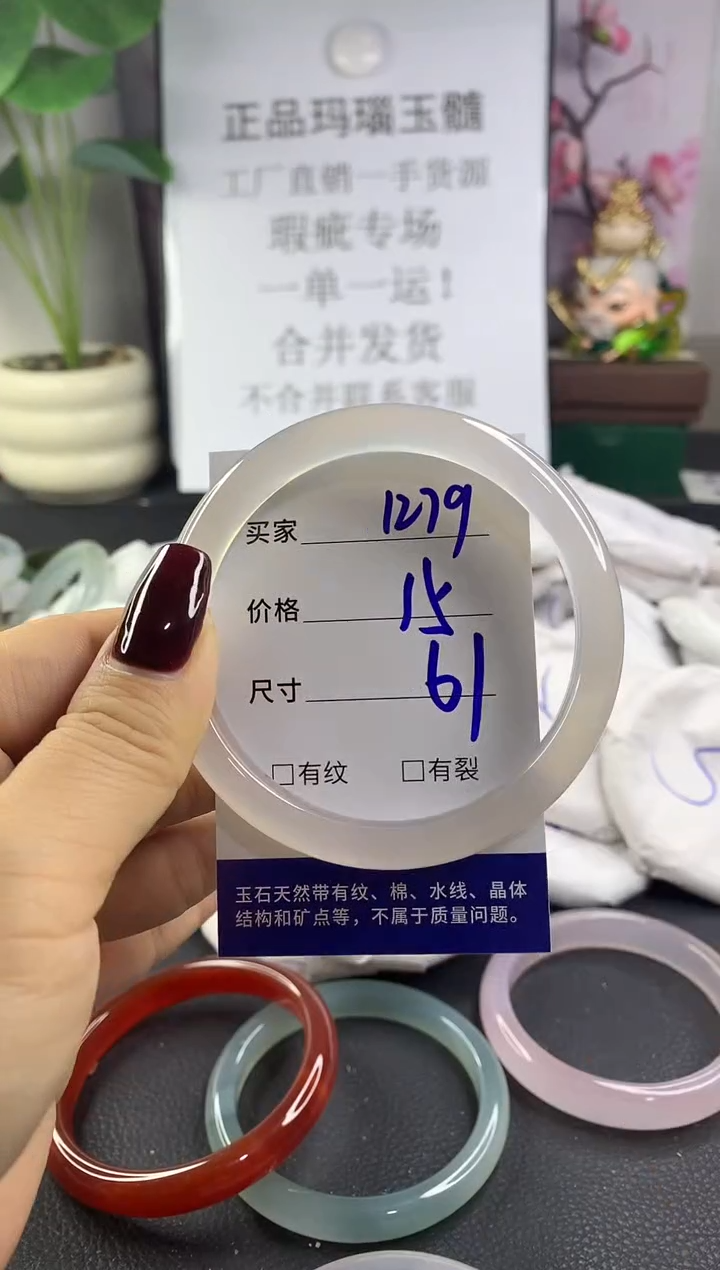 正品玛瑙玉髓
工厂直销一手货源
瑕疵专场
一单一运！
合并发货
不合并联系客服
买家 1279
价格 15
尺寸 61
□有纹 □有裂
玉石天然带有纹、棉、水线、晶体
结构和矿点等，不属于质量问题。